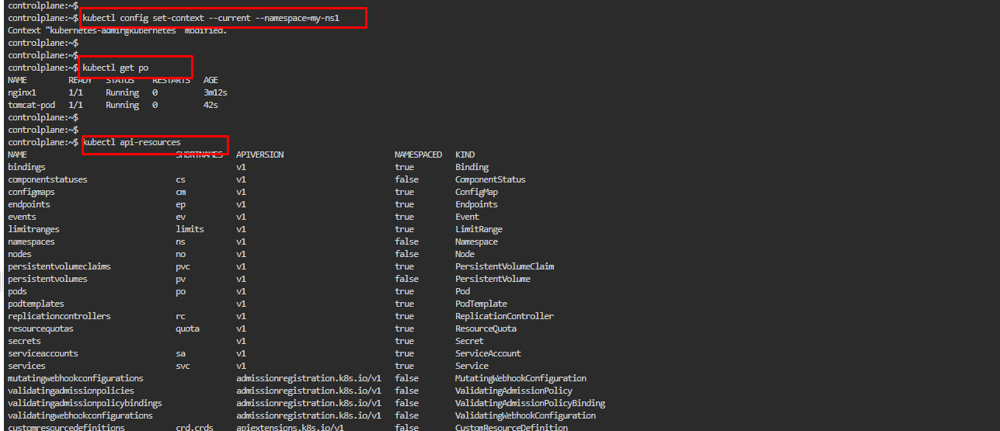 controlplane:~$
controlplane:~$ kubectl config set-context --current --namespace=my-ns1
Context "kubernetes-admin@kubernetes" modified.
controlplane:~$
controlplane:~$
controlplane:~$ kubectl get po
NAME READY STATUS RESTARTS AGE
nginx1 1/1 Running 0 3m12s
tomcat-pod 1/1 Running 0 42s
controlplane:~$
controlplane:~$
controlplane:~$ kubectl api-resources
NAME SHORTNAMES APIVERSION NAMESPACED KIND
bindings v1 true Binding
componentstatuses cs v1 false ComponentStatus
configmaps cm v1 true ConfigMap
endpoints ep v1 true Endpoints
events ev v1 true Event
limitranges limits v1 true LimitRange
namespaces ns v1 false Namespace
nodes no v1 false Node
persistentvolumeclaims pvc v1 true PersistentVolumeClaim
persistentvolumes pv v1 false PersistentVolume
pods po v1 true Pod
podtemplates v1 true PodTemplate
replicationcontrollers rc v1 true ReplicationController
resourcequotas quota v1 true ResourceQuota
secrets v1 true Secret
serviceaccounts sa v1 true ServiceAccount
services svc v1 true Service
mutatingwebhookconfigurations admissionregistration.k8s.io/v1 false MutatingWebhookConfiguration
validatingadmissionpolicies admissionregistration.k8s.io/v1 false ValidatingAdmissionPolicy
validatingadmissionpolicybindings admissionregistration.k8s.io/v1 false ValidatingAdmissionPolicyBinding
validatingwebhookconfigurations admissionregistration.k8s.io/v1 false ValidatingWebhookConfiguration
customresourcedefinitions crd,crds apiextensions.k8s.io/v1 false CustomResourceDefinition